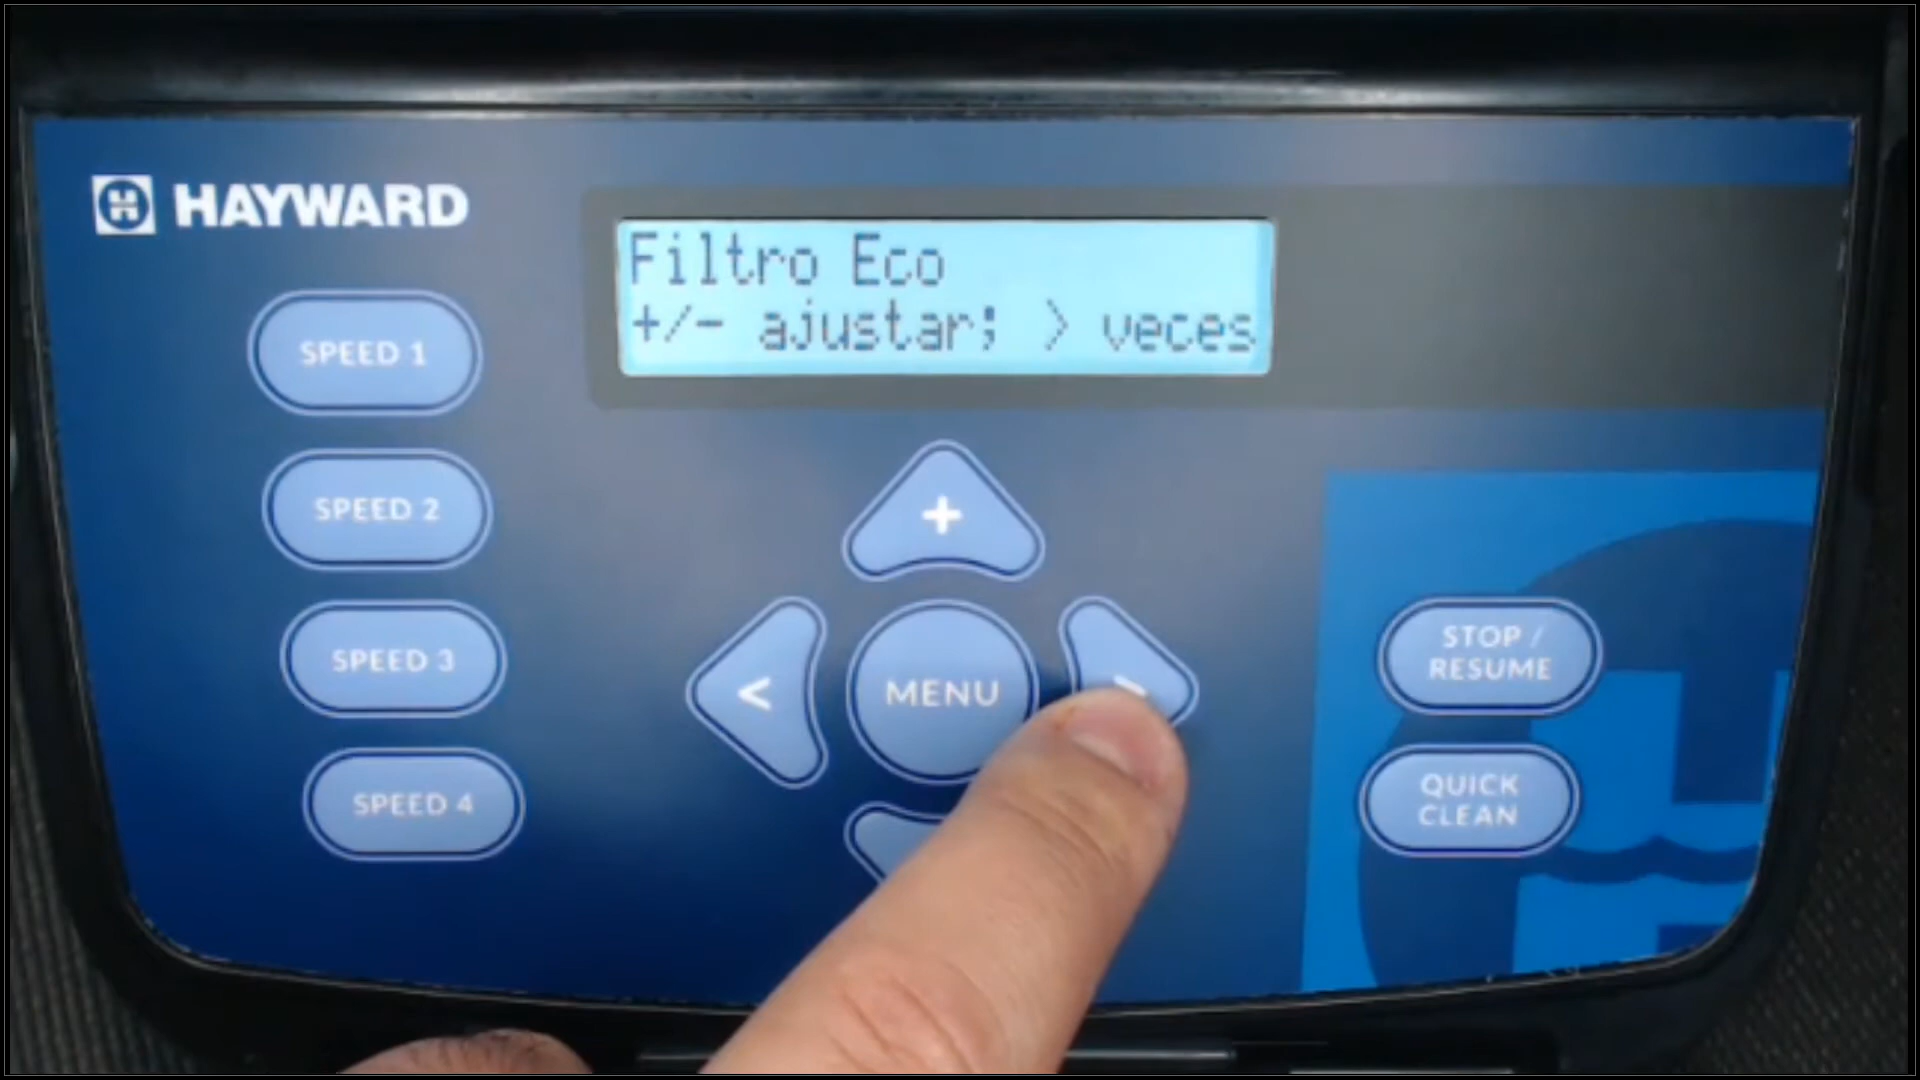 HAYWARD
Filtro Eco
+/- ajustar; > veces
SPEED 1
SPEED 2
SPEED 3
SPEED 4
+
<
MENU
>
STOP /
RESUME
QUICK
CLEAN